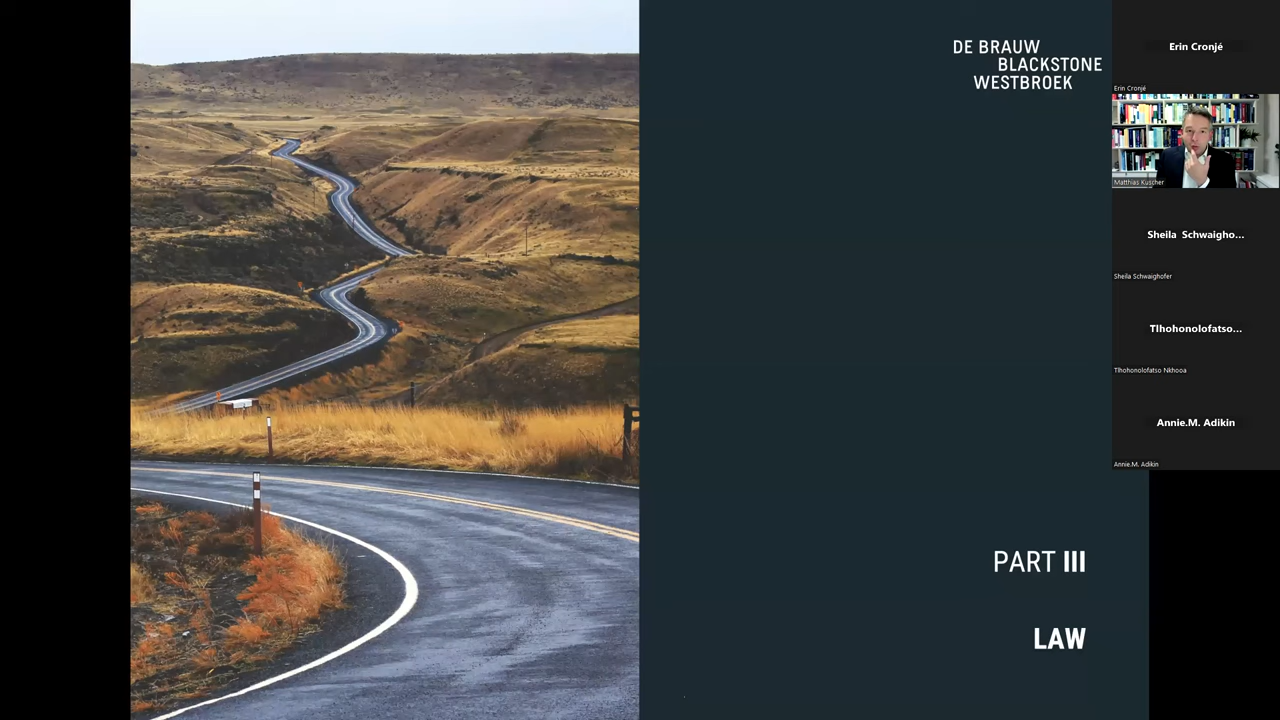 DE BRAUW
BLACKSTONE
WESTBROEK
PART III
LAW
Erin Cronjé
Erin Cronjé
Matthias Kuscher
Sheila Schwaigho...
Sheila Schwaighofer
Tlhohonolofatso...
Tlhohonolofatso Nkhooa
Annie.M. Adikin
Annie.M. Adikin